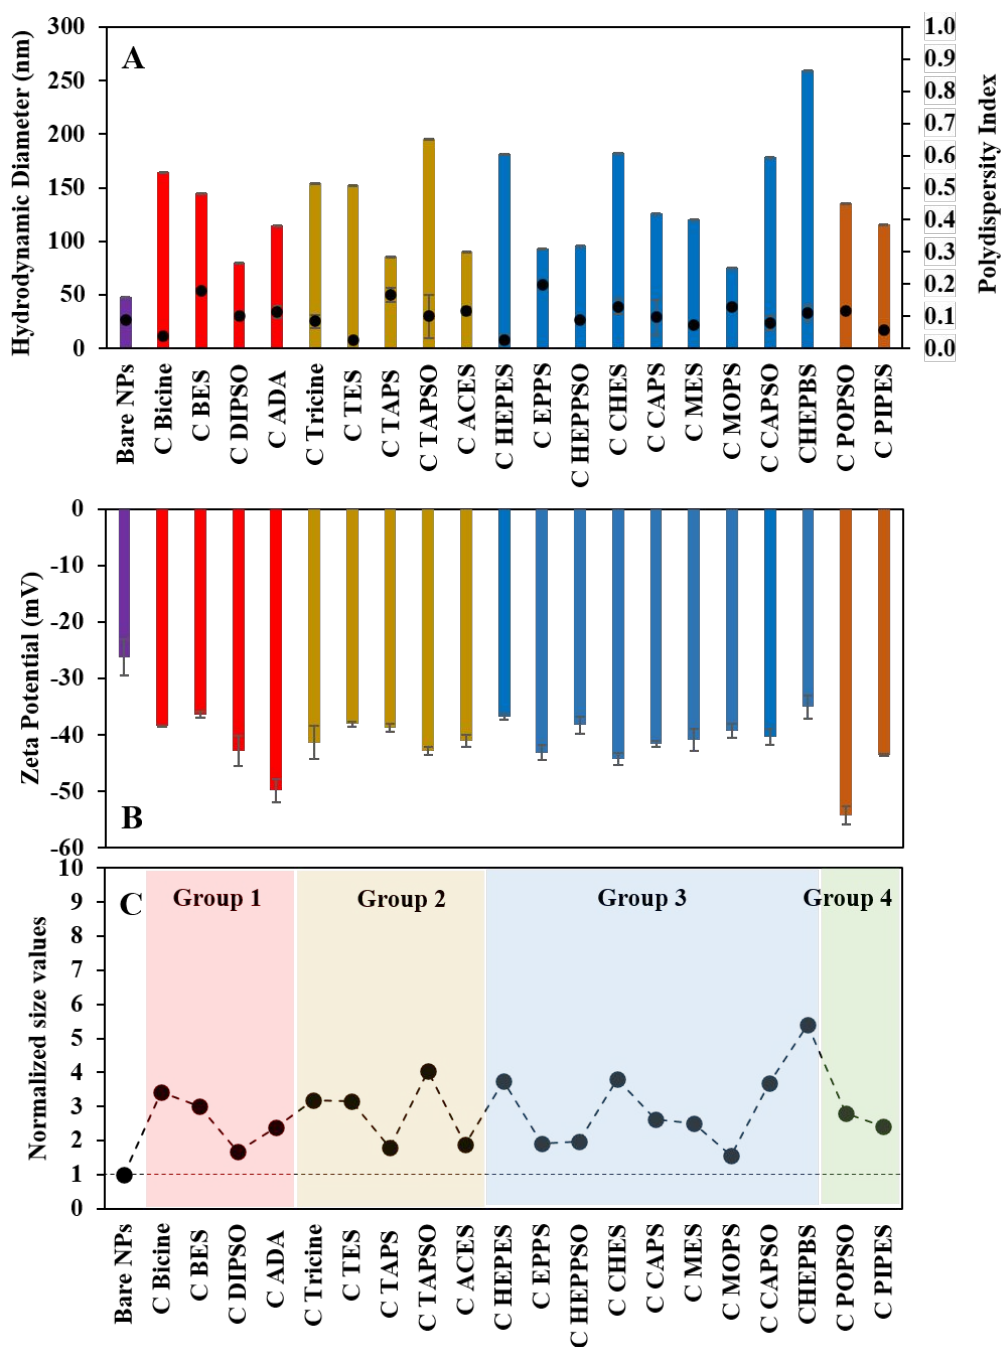 A
Hydrodynamic Diameter (nm)
300
250
200
150
100
50
0
1.0
0.9
0.8
0.7
0.6
0.5
0.4
0.3
0.2
0.1
0.0
Polydispersity Index
Bare NPs
C Bicine
C BES
C DIPSO
C ADA
C Tricine
C TES
C TAPS
C TAPSO
C ACES
C HEPES
C EPPS
C HEPPSO
C CHES
C CAPS
C MES
C MOPS
C CAPSO
CHEPBS
C POPSO
C PIPES
Zeta Potential (mV)
0
-10
-20
-30
-40
-50
-60
B
Normalized size values
10
9
8
7
6
5
4
3
2
1
0
C
Group 1
Group 2
Group 3
Group 4
Bare NPs
C Bicine
C BES
C DIPSO
C ADA
C Tricine
C TES
C TAPS
C TAPSO
C ACES
C HEPES
C EPPS
C HEPPSO
C CHES
C CAPS
C MES
C MOPS
C CAPSO
CHEPBS
C POPSO
C PIPES